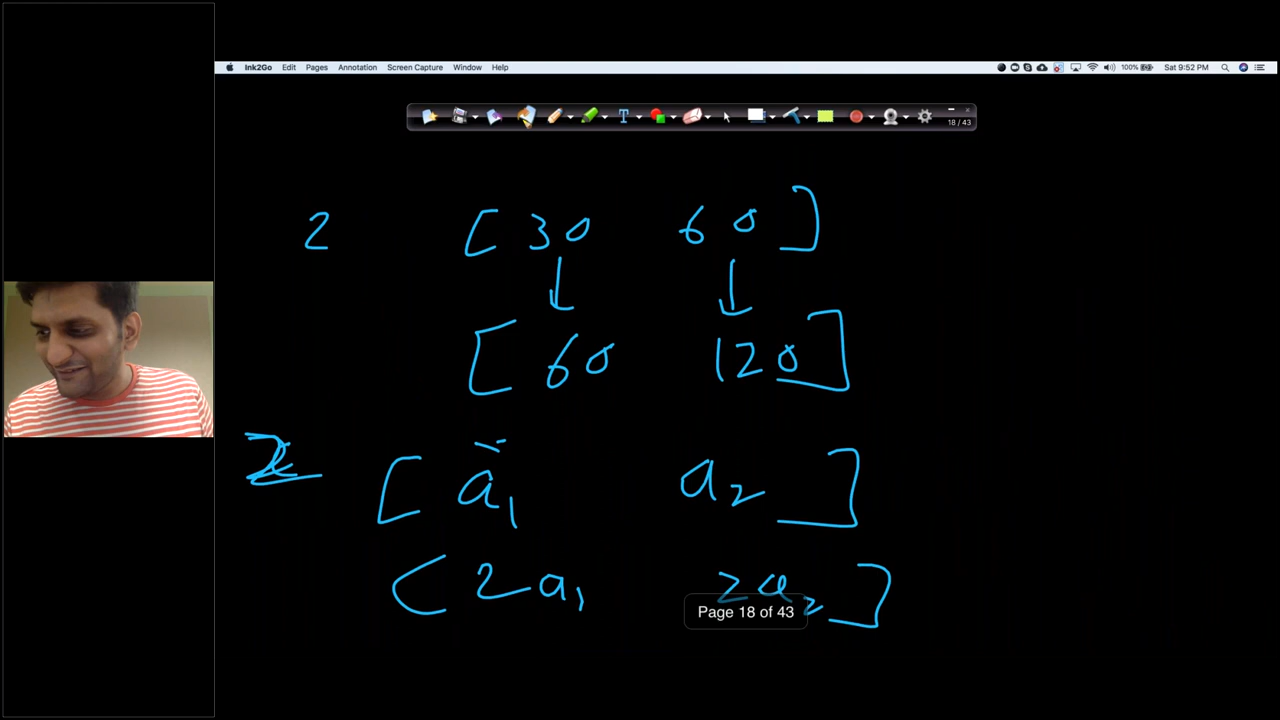 Ink2Go Edit Pages Annotation Screen Capture Window Help 100% Sat 9:52 PM
18 / 43
2 [ 30 60 ]
[ 60 120 ]
2 [ a1 a2 ]
[ 2a1 2a2 ]
Page 18 of 43